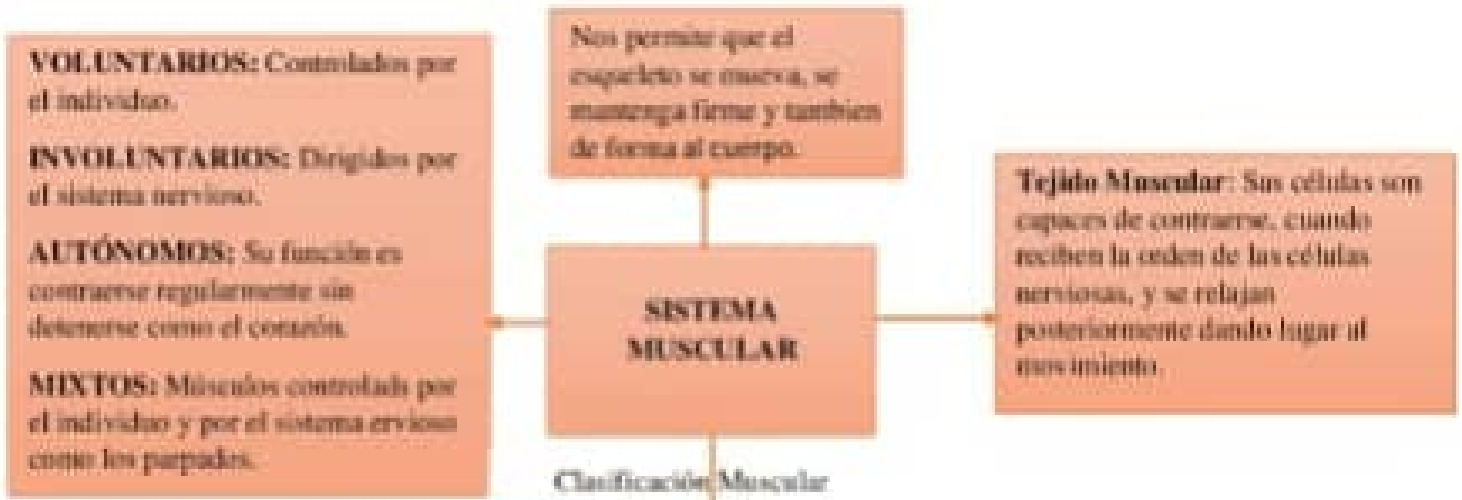 VOLUNTARIOS: Controlados por
el individuo.
INVOLUNTARIOS: Dirigidos por
el sistema nervioso.
AUTÓNOMOS: Su función es
contraerse regularmente sin
detenerse como el corazón.
MIXTOS: Músculos controlads por
el individuo y por el sistema ervioso
como los parpados.
Nos permite que el
esqueleto se mueva, se
mantenga firme y tambien
de forma al cuerpo.
SISTEMA
MUSCULAR
Clasificación Muscular
Tejido Muscular: Sus células son
capaces de contraerse, cuando
reciben la orden de las células
nerviosas, y se relajan
posteriormente dando lugar al
movimiento.